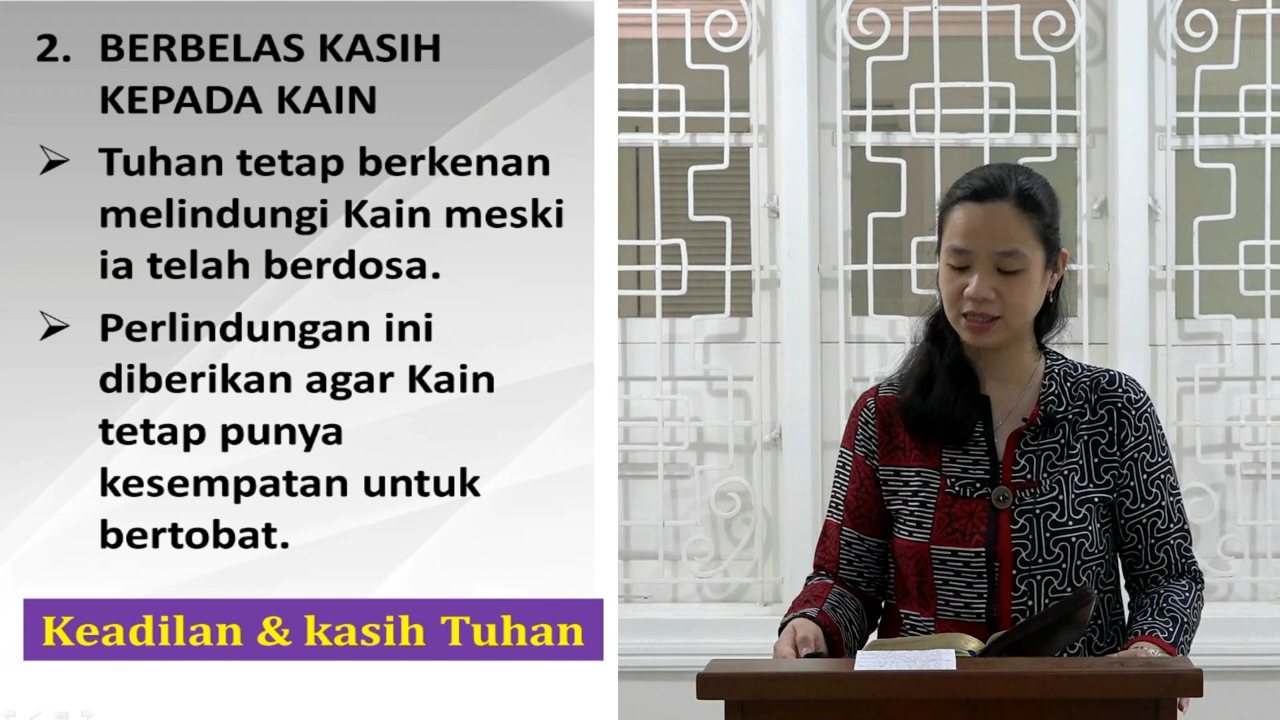 2. BERBELAS KASIH
KEPADA KAIN
➢ Tuhan tetap berkenan
melindungi Kain meski
ia telah berdosa.
➢ Perlindungan ini
diberikan agar Kain
tetap punya
kesempatan untuk
bertobat.
Keadilan & kasih Tuhan